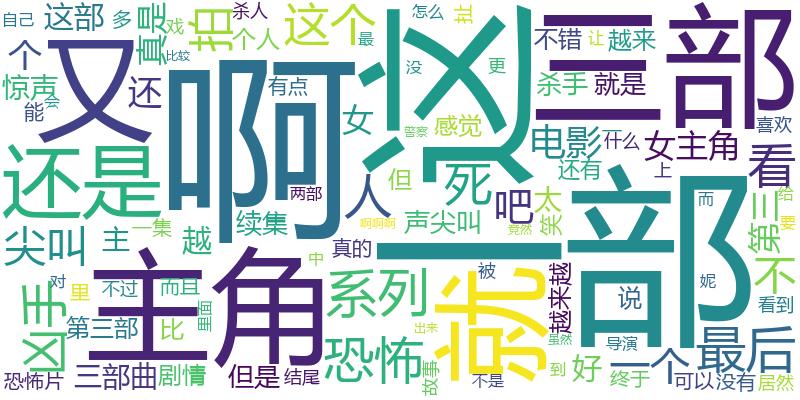 自己 这部 多 真是 拍 戏 杀人 个人 最 这个 怎么 扯 不错 让 越来 三部
个 比较 没 更
惊声 还 有点 杀手 就是
能 会 又 啊 没 女 感觉 电影 一 什么 女主角 喜欢
警察 还有 上 看
还是 人 但 死 吧 太 两部 而 给
尖叫 主 越 一集 续集 啊啊啊 声尖叫 笑 第三 要
真的 竟然 一部 不
对 里 不过 而且 主角 中 系列 被 就 越来越 说 妮 看到
凶手 第三部 比 里面 出来 虽然 导演 最后
恐怖片 三部曲 剧情 但是 结尾 恐怖 故事 不是 到 好 终于 一个 可以 没有 居然